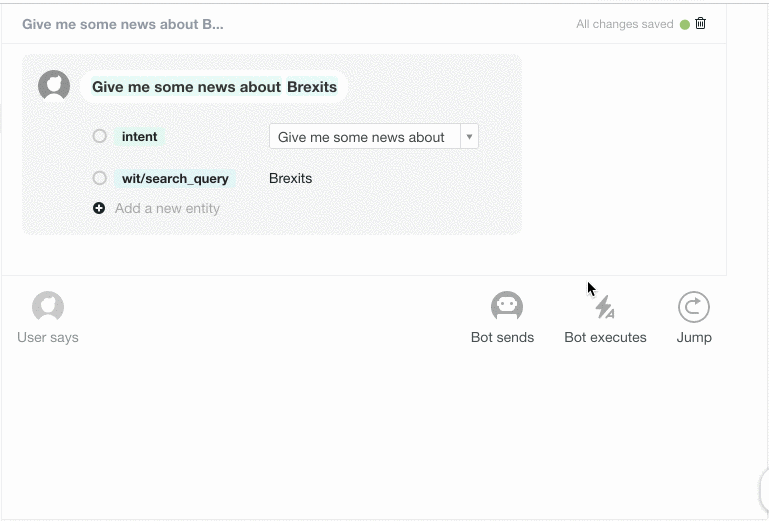 Give me some news about B...
All changes saved
Give me some news about Brexits
intent
Give me some news about
wit/search_query
Brexits
Add a new entity
User says
Bot sends
Bot executes
Jump